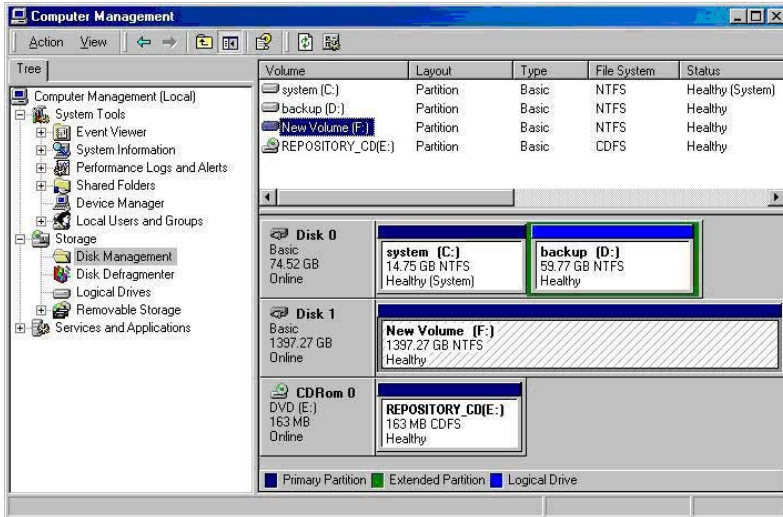 Computer Management
Action View
Tree
Computer Management (Local)
System Tools
Event Viewer
System Information
Performance Logs and Alerts
Shared Folders
Device Manager
Local Users and Groups
Storage
Disk Management
Disk Defragmenter
Logical Drives
Removable Storage
Services and Applications
Volume Layout Type File System Status
system (C:) Partition Basic NTFS Healthy (System)
backup (D:) Partition Basic NTFS Healthy
New Volume (F:) Partition Basic NTFS Healthy
REPOSITORY_CD(E:) Partition Basic CDFS Healthy
Disk 0
Basic
74.52 GB
Online
system (C:)
14.75 GB NTFS
Healthy (System)
backup (D:)
59.77 GB NTFS
Healthy
Disk 1
Basic
1397.27 GB
Online
New Volume (F:)
1397.27 GB NTFS
Healthy
CDRom 0
DVD (E:)
163 MB
Online
REPOSITORY_CD(E:)
163 MB CDFS
Healthy
Primary Partition Extended Partition Logical Drive